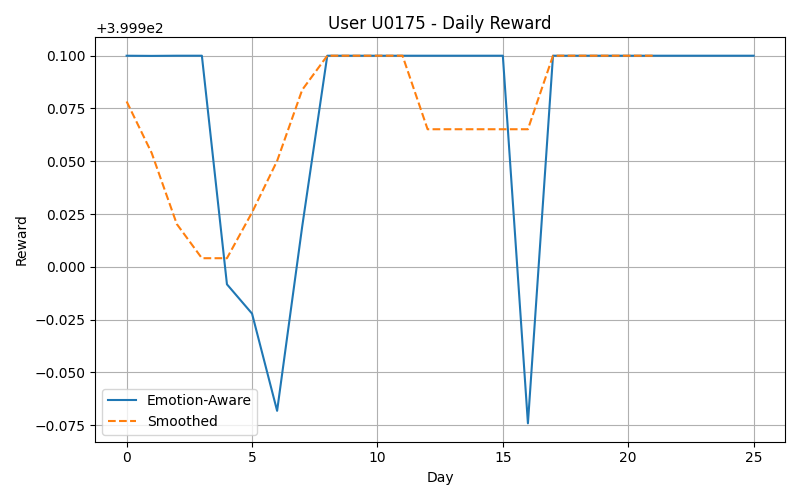 User U0175 - Daily Reward
+3.999e2
0.100
0.075
0.050
0.025
0.000
−0.025
−0.050
−0.075
Reward
Emotion-Aware
Smoothed
0 5 10 15 20 25
Day